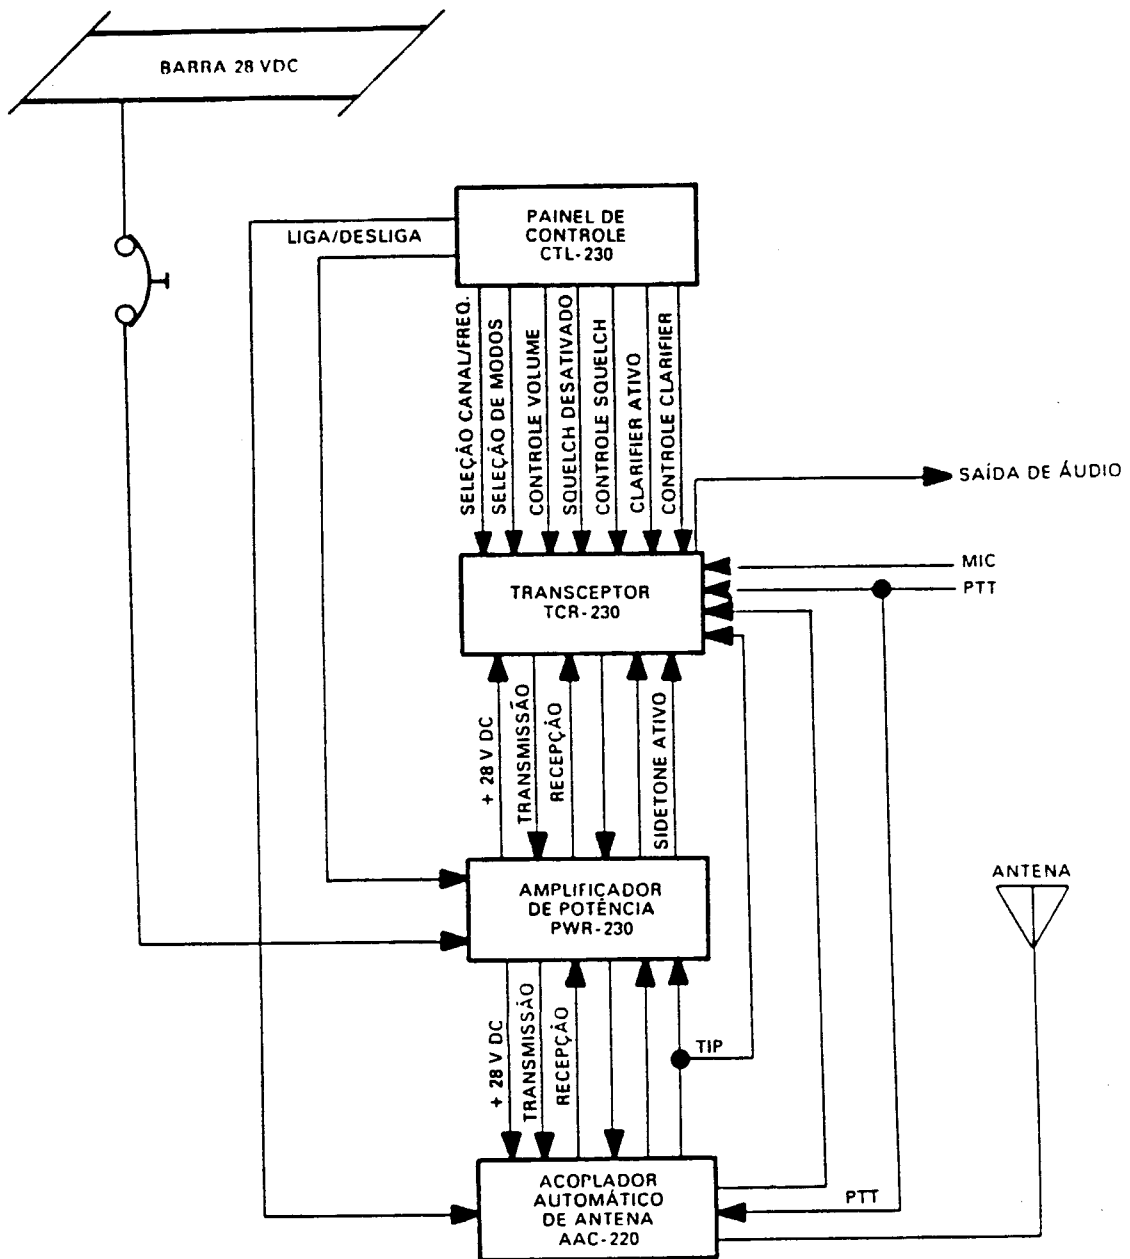 BARRA 28 VDC
PAINEL DE
CONTROLE
CTL-230
LIGA/DESLIGA
SELEÇÃO CANAL/FREQ.
SELEÇÃO DE MODOS
CONTROLE VOLUME
SQUELCH DESATIVADO
CONTROLE SQUELCH
CLARIFIER ATIVO
CONTROLE CLARIFIER
SAÍDA DE ÁUDIO
MIC
PTT
TRANSCEPTOR
TCR-230
+ 28 V DC
TRANSMISSÃO
RECEPÇÃO
SIDETONE ATIVO
AMPLIFICADOR
DE POTÊNCIA
PWR-230
ANTENA
+ 28 V DC
TRANSMISSÃO
RECEPÇÃO
TIP
ACOPLADOR
AUTOMÁTICO
DE ANTENA
AAC-220
PTT